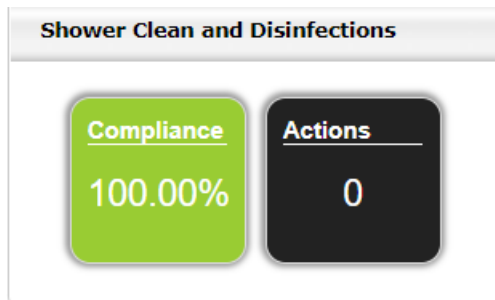 Shower Clean and Disinfections
Compliance
100.00%
Actions
0